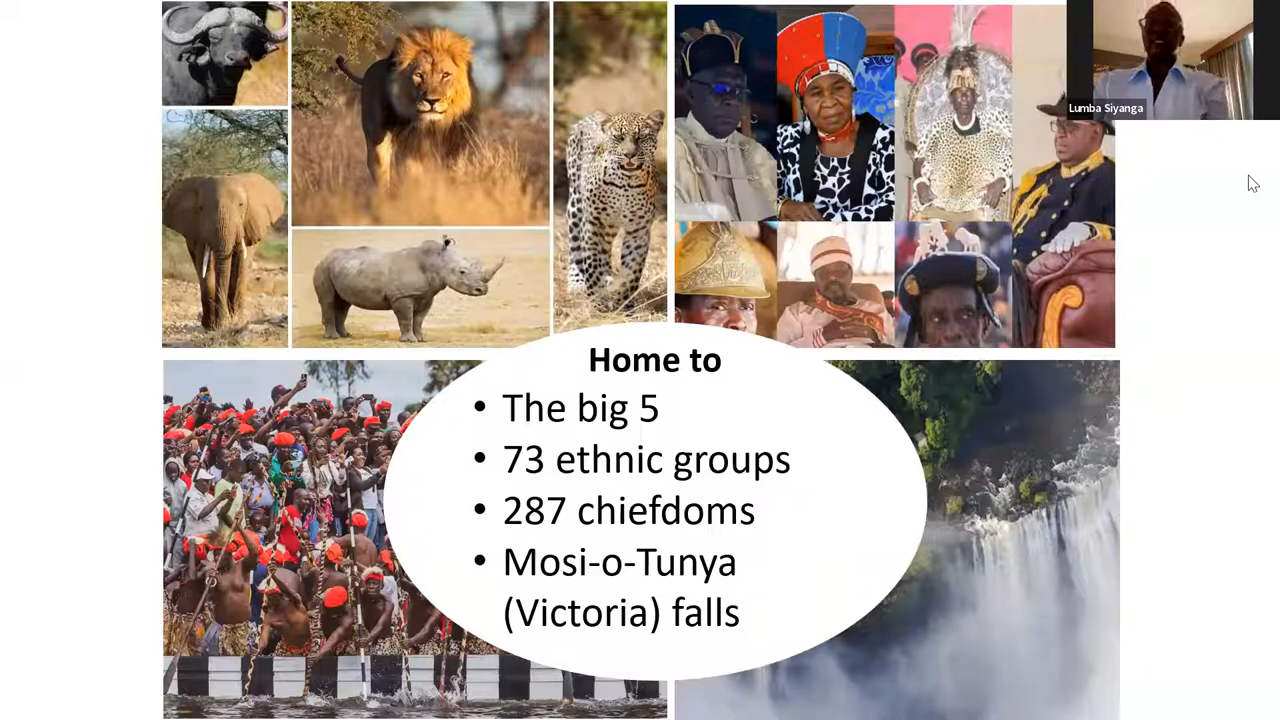 Lumba Siyanga
Home to
• The big 5
• 73 ethnic groups
• 287 chiefdoms
• Mosi-o-Tunya
(Victoria) falls